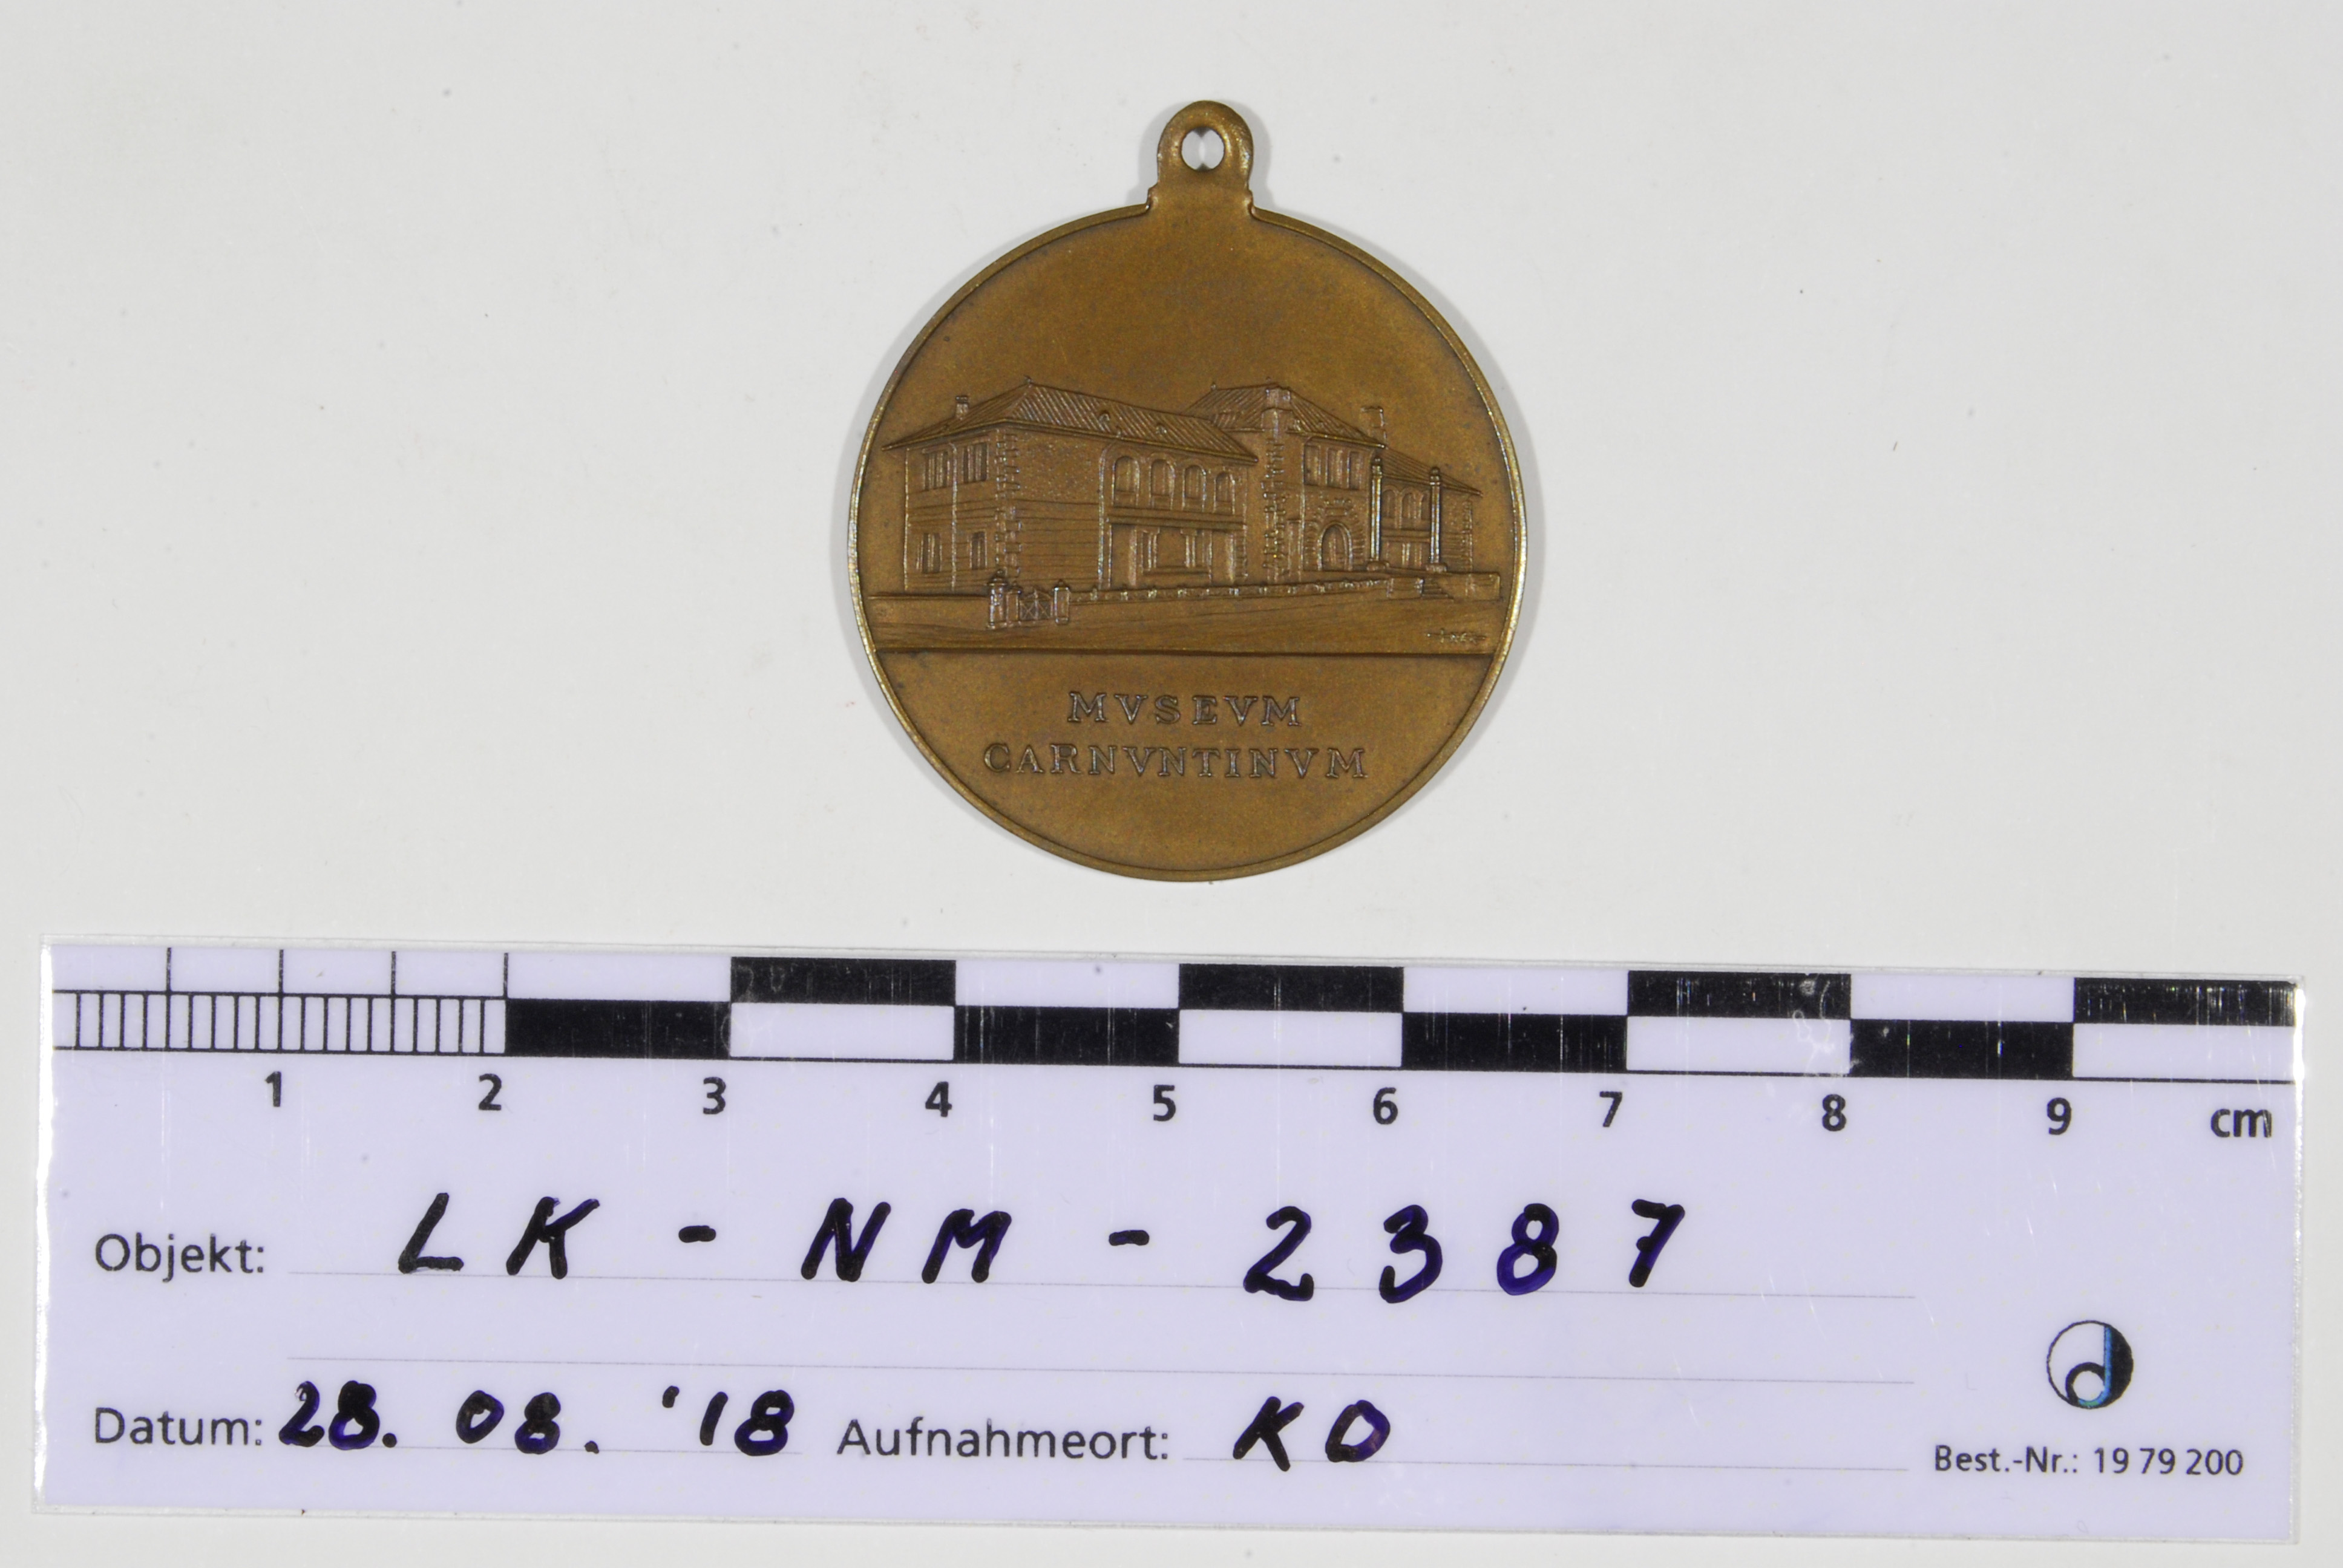 MVSEVM
CARNVNTINVM
1 2 3 4 5 6 7 8 9 cm
Objekt: LK - NM - 2387
Datum: 28. 08. '18 Aufnahmeort: KO
Best.-Nr.: 19 79 200